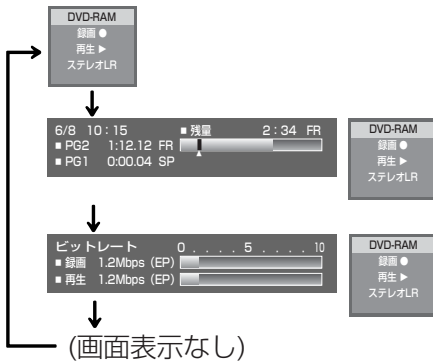 DVD-RAM
録画 ●
再生 ▶
ステレオLR
6/8 10:15 ■残量 2:34 FR
■PG2 1:12.12 FR
■PG1 0:00.04 SP
DVD-RAM
録画 ●
再生 ▶
ステレオLR
ビットレート 0 . . . . 5 . . . . 10
■録画 1.2Mbps (EP)
■再生 1.2Mbps (EP)
DVD-RAM
録画 ●
再生 ▶
ステレオLR
(画面表示なし)